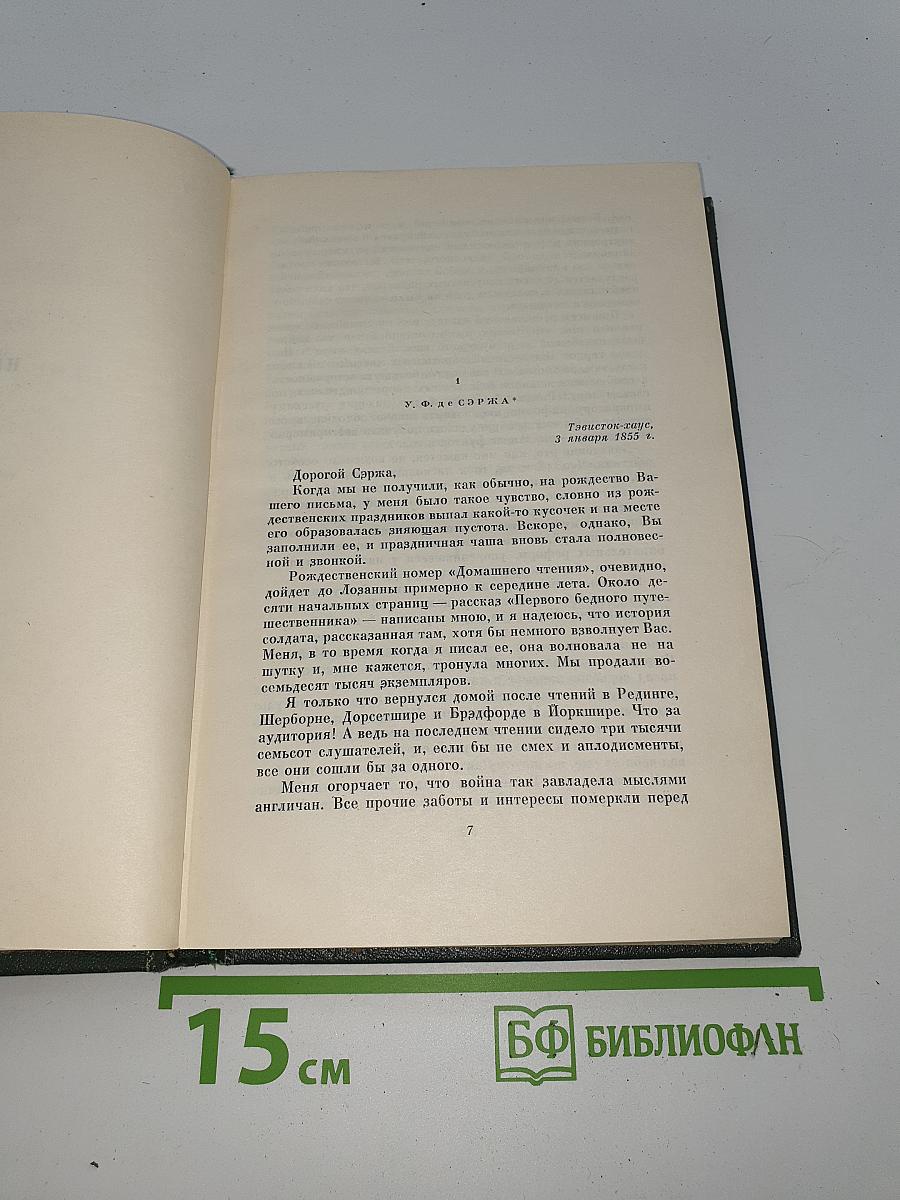 1
У. Ф. де СЭРЖА*
Тэвисток-хаус,
3 января 1855 г.
Дорогой Сэржа,
Когда мы не получили, как обычно, на рождество Ва-
шего письма, у меня было такое чувство, словно из рож-
дественских праздников выпал какой-то кусочек и на месте
его образовалась зияющая пустота. Вскоре, однако, Вы
заполнили ее, и праздничная чаша вновь стала полновес-
ной и звонкой.
Рождественский номер «Домашнего чтения», очевидно,
дойдет до Лозанны примерно к середине лета. Около де-
сяти начальных страниц — рассказ «Первого бедного путе-
шественника» — написаны мною, и я надеюсь, что история
солдата, рассказанная там, хотя бы немного взволнует Вас.
Меня, в то время когда я писал ее, она волновала не на
шутку и, мне кажется, тронула многих. Мы продали во-
семьдесят тысяч экземпляров.
Я только что вернулся домой после чтений в Рединге,
Шерборне, Дорсетшире и Брэдфорде в Йоркшире. Что за
аудитория! А ведь на последнем чтении сидело три тысячи
семьсот слушателей, и, если бы не смех и аплодисменты,
все они сошли бы за одного.
Меня огорчает то, что война так завладела мыслями
англичан. Все прочие заботы и интересы померкли перед
7
15 см
БФ БИБЛИОФАН